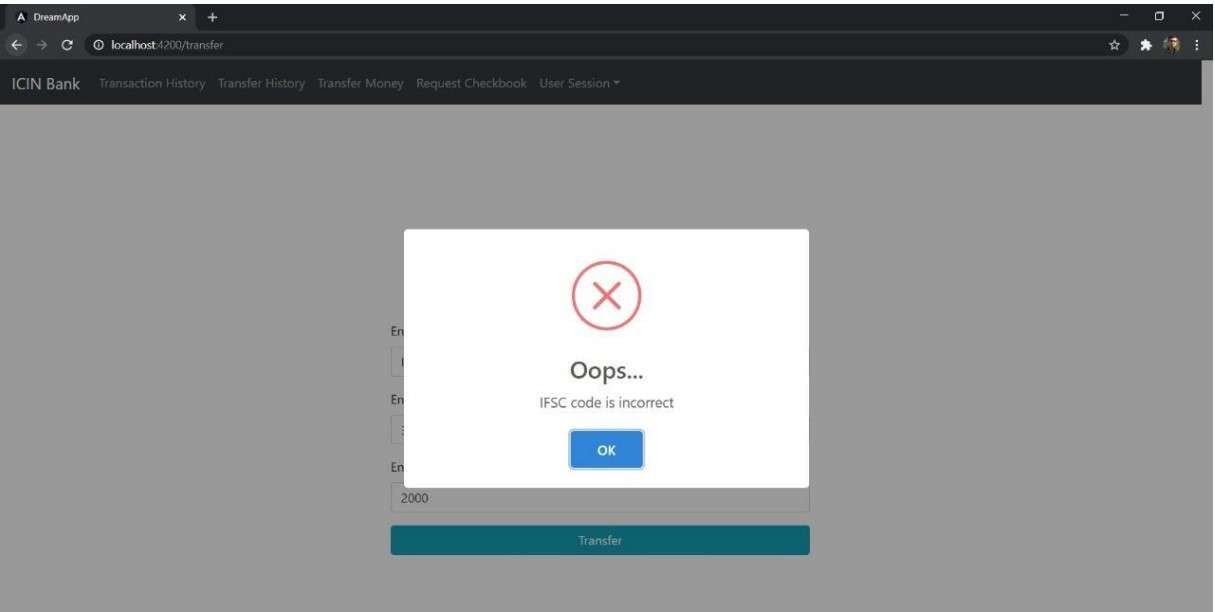 DreamApp
localhost:4200/transfer
ICIN Bank Transaction History Transfer History Transfer Money Request Checkbook User Session
Oops...
IFSC code is incorrect
OK
2000
Transfer